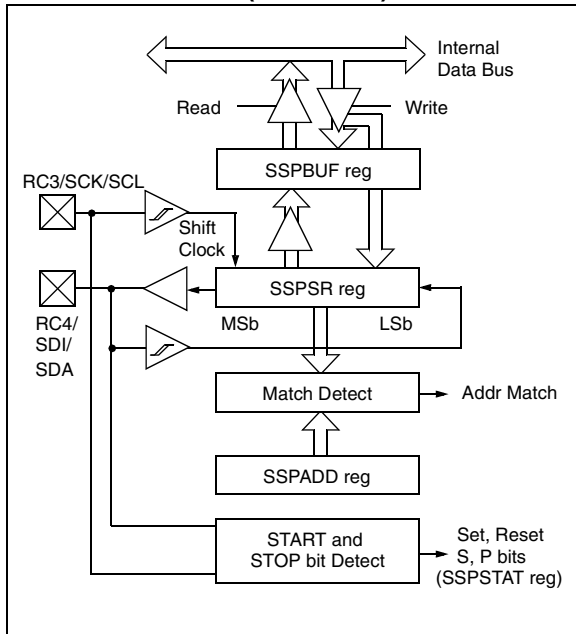 Internal
Data Bus
Read
Write
SSPBUF reg
RC3/SCK/SCL
Shift
Clock
SSPSR reg
MSb
LSb
RC4/
SDI/
SDA
Match Detect
Addr Match
SSPADD reg
START and
STOP bit Detect
Set, Reset
S, P bits
(SSPSTAT reg)